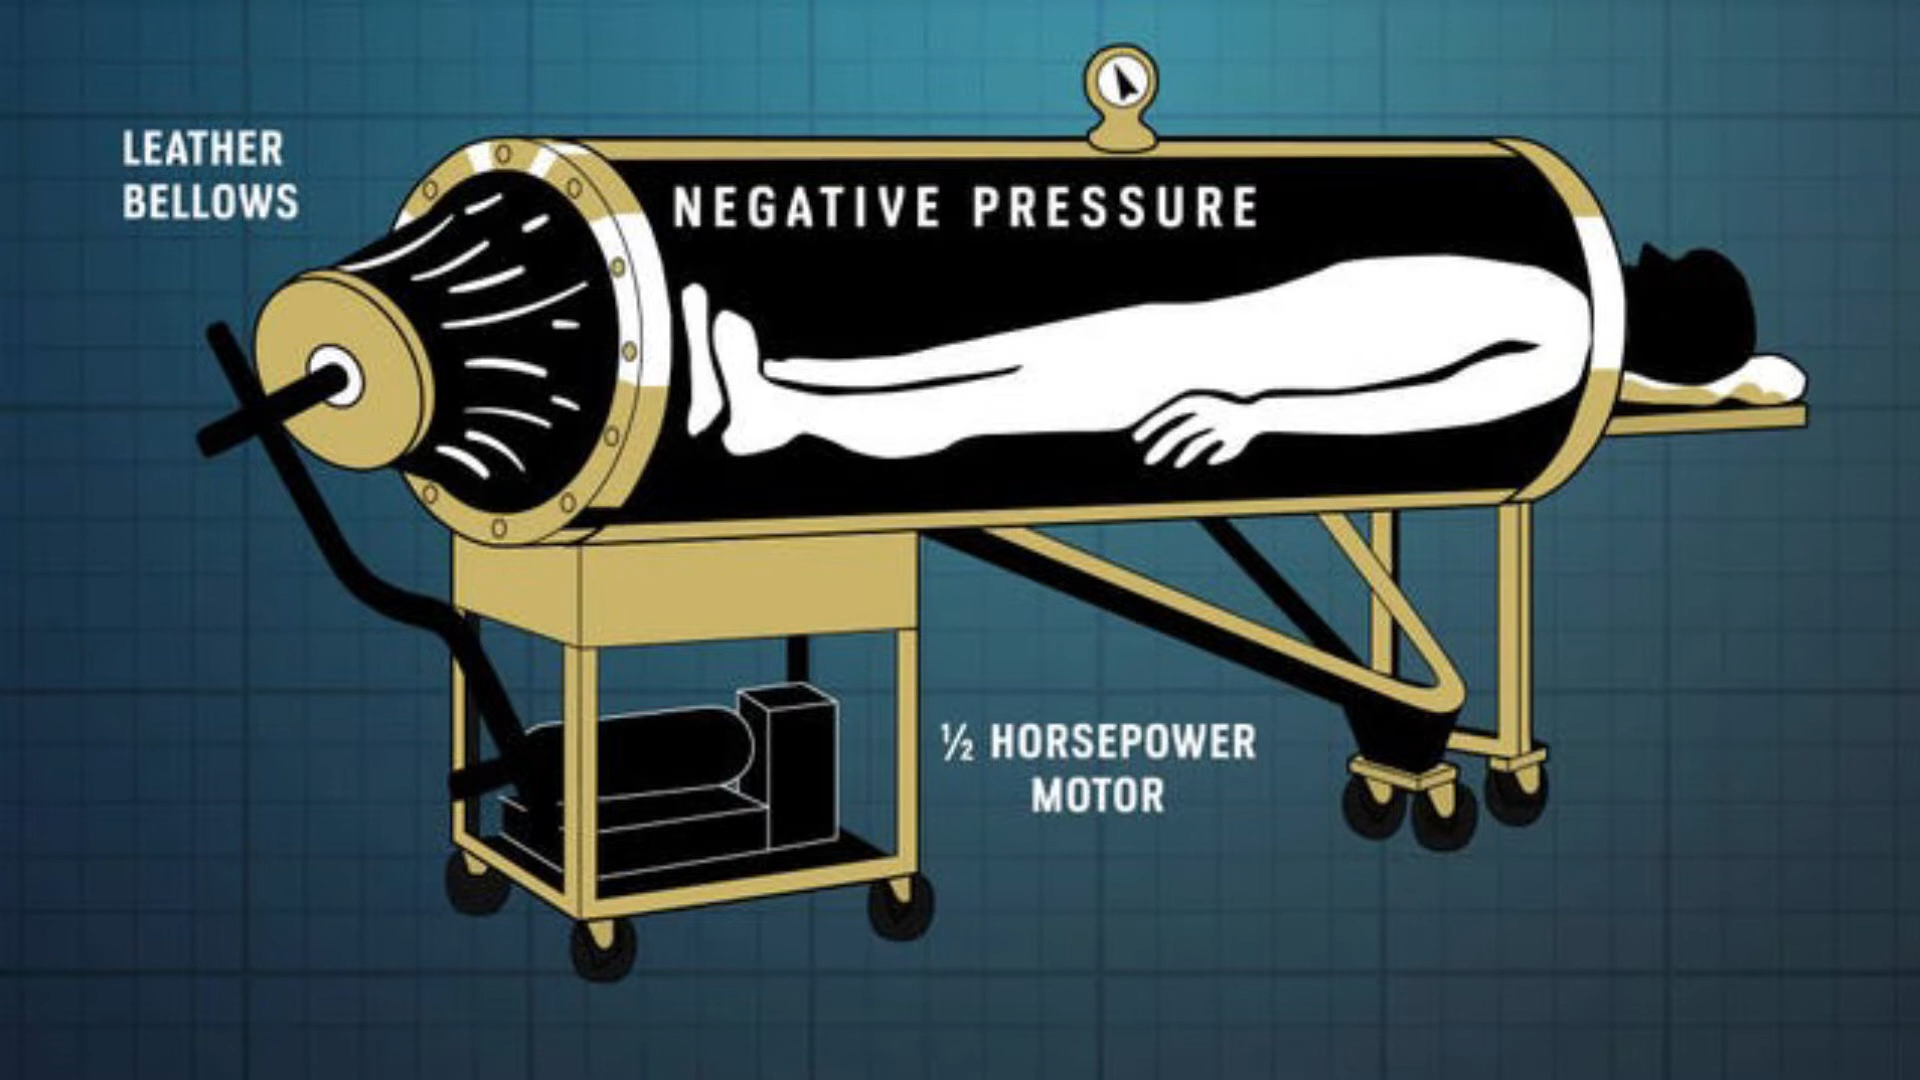 LEATHER
BELLOWS
NEGATIVE PRESSURE
½ HORSEPOWER
MOTOR